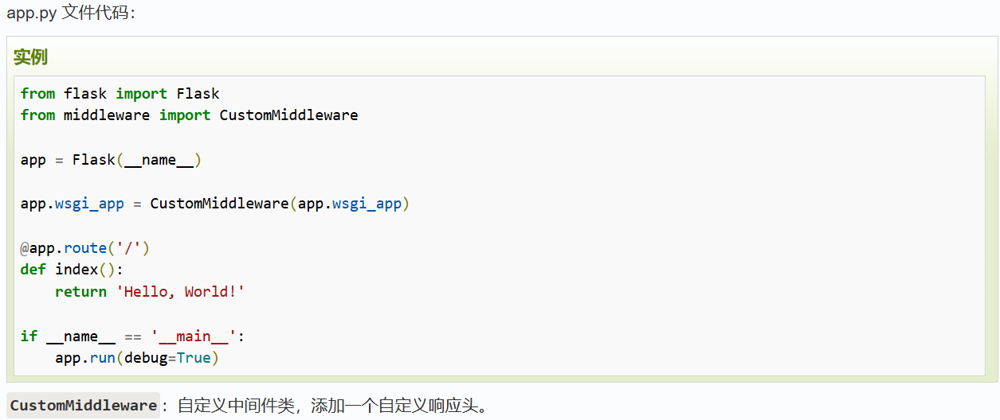 app.py 文件代码：
实例
from flask import Flask
from middleware import CustomMiddleware
app = Flask(__name__)
app.wsgi_app = CustomMiddleware(app.wsgi_app)
@app.route('/')
def index():
    return 'Hello, World!'
if __name__ == '__main__':
    app.run(debug=True)
CustomMiddleware：自定义中间件类，添加一个自定义响应头。